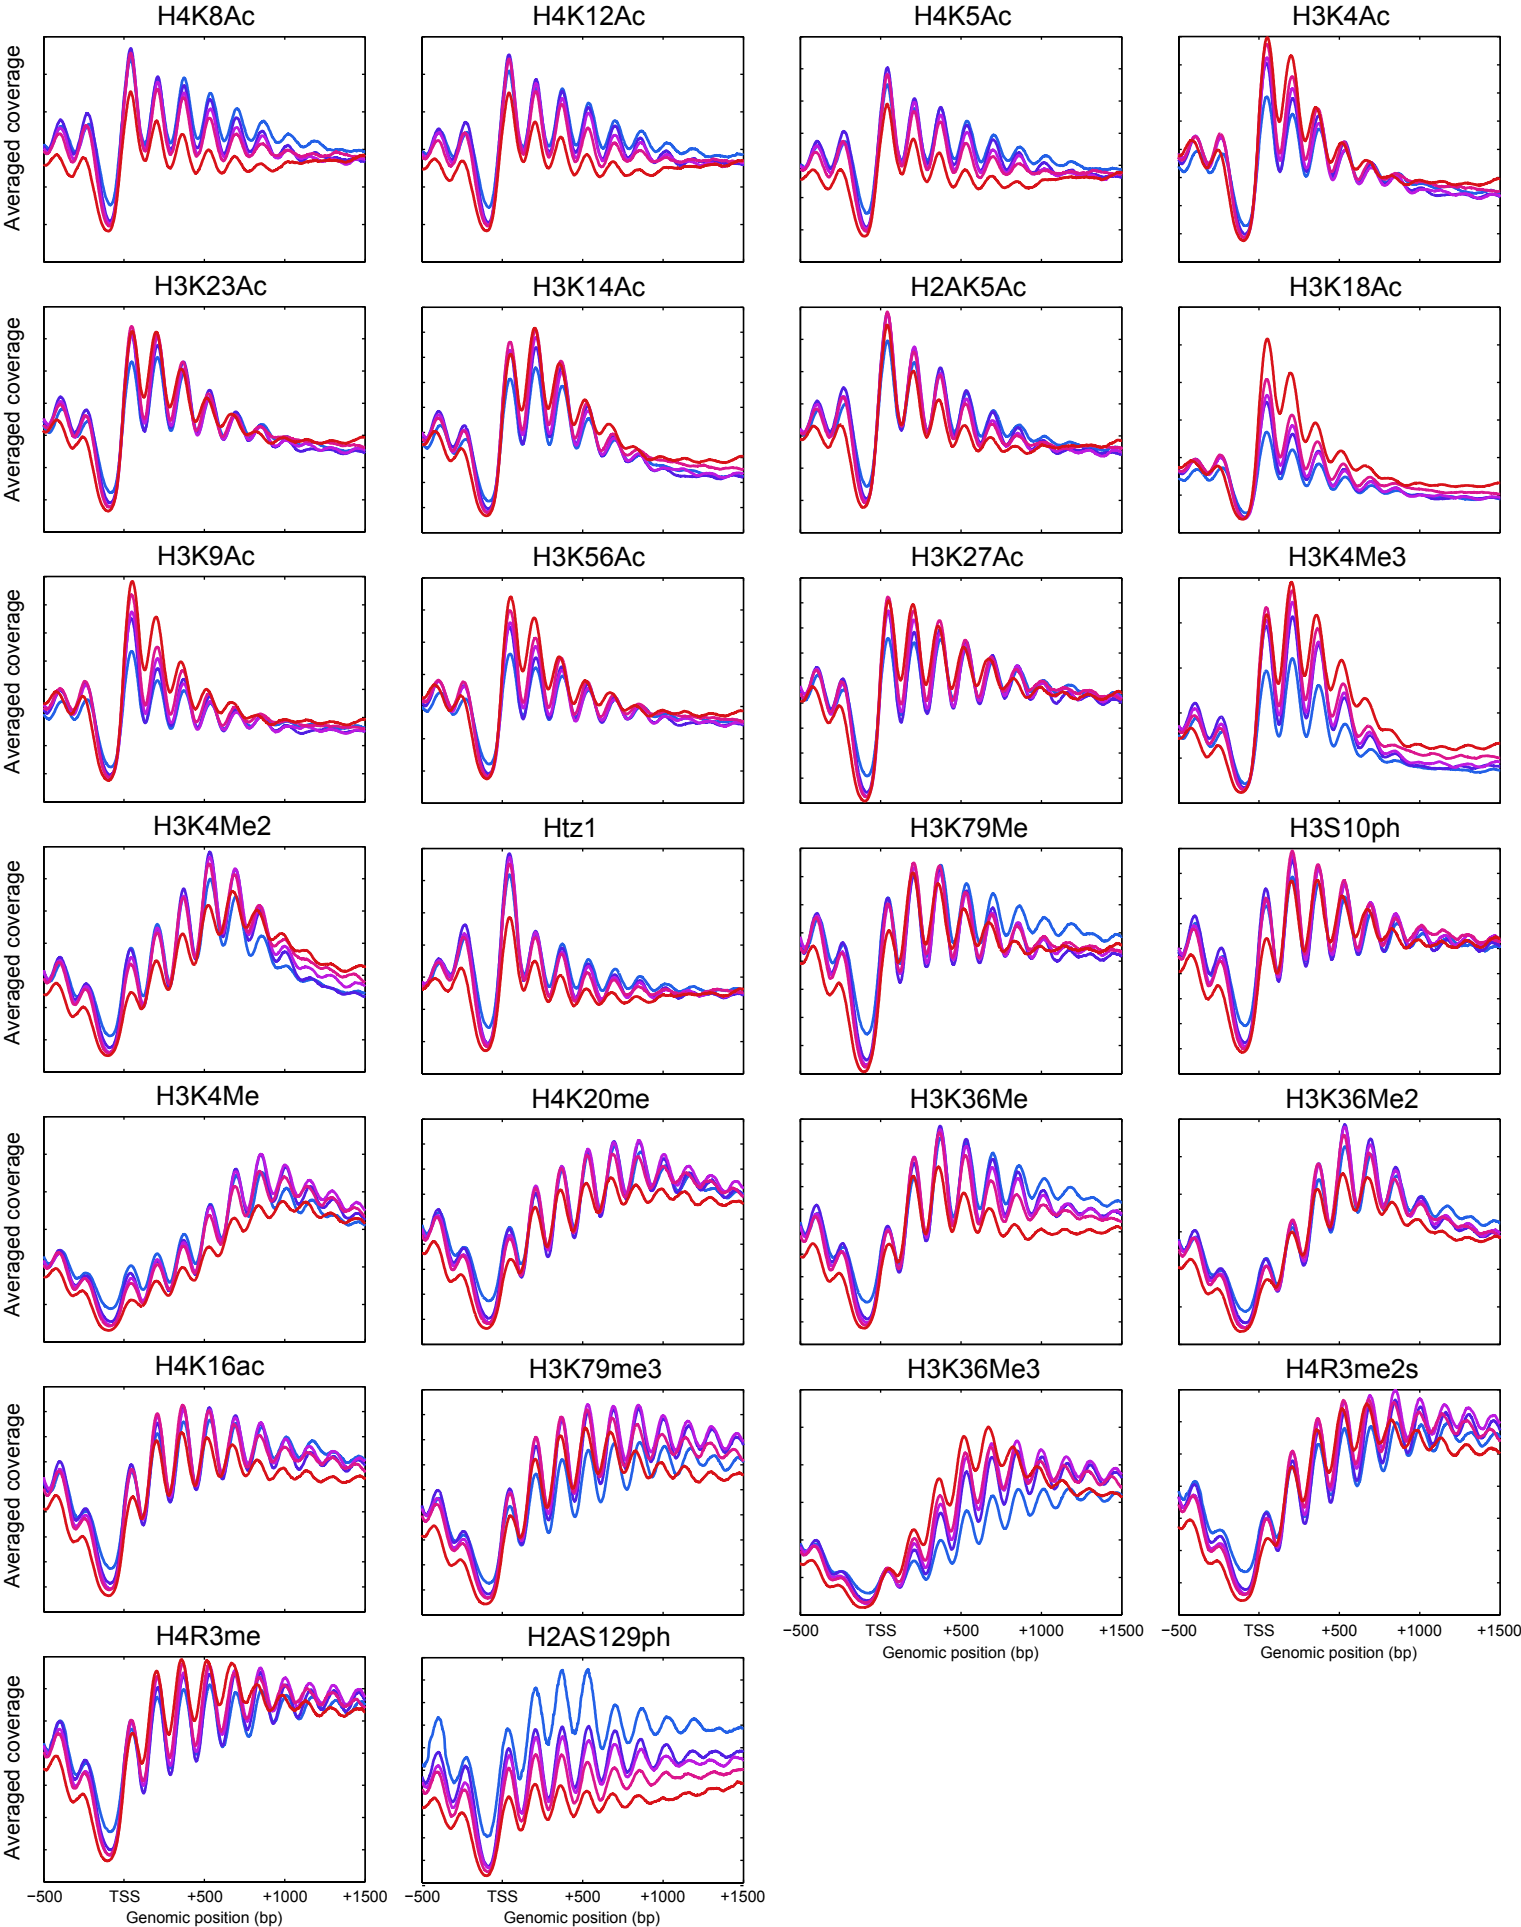 H4K8Ac H4K12Ac H4K5Ac H3K4Ac
Averaged coverage
H3K23Ac H3K14Ac H2AK5Ac H3K18Ac
Averaged coverage
H3K9Ac H3K56Ac H3K27Ac H3K4Me3
Averaged coverage
H3K4Me2 Htz1 H3K79Me H3S10ph
Averaged coverage
H3K4Me H4K20me H3K36Me H3K36Me2
Averaged coverage
H4K16ac H3K79me3 H3K36Me3 H4R3me2s
Averaged coverage
−500 TSS +500 +1000 +1500 −500 TSS +500 +1000 +1500
Genomic position (bp) Genomic position (bp)
H4R3me H2AS129ph
Averaged coverage
−500 TSS +500 +1000 +1500 −500 TSS +500 +1000 +1500
Genomic position (bp) Genomic position (bp)